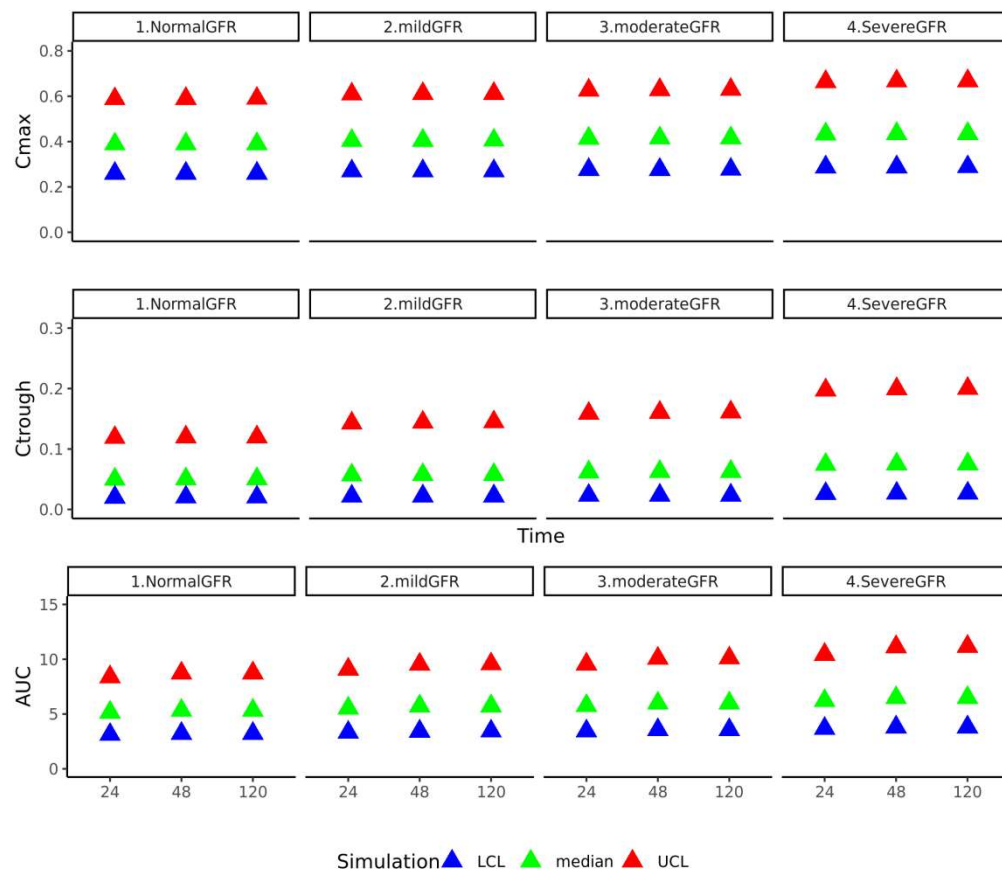 1.NormalGFR 2.mildGFR 3.moderateGFR 4.SevereGFR
0.8
0.6
0.4
0.2
0.0
Cmax
1.NormalGFR 2.mildGFR 3.moderateGFR 4.SevereGFR
0.3
0.2
0.1
0.0
Ctrough
Time
1.NormalGFR 2.mildGFR 3.moderateGFR 4.SevereGFR
15
10
5
0
AUC
24 48 120 24 48 120 24 48 120 24 48 120
Simulation LCL median UCL